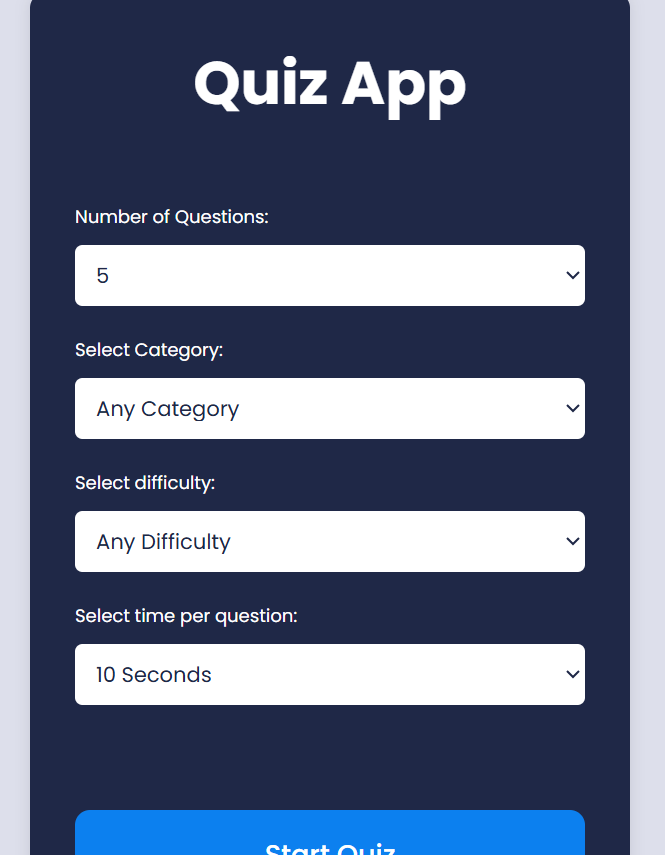 Quiz App
Number of Questions:
5
Select Category:
Any Category
Select difficulty:
Any Difficulty
Select time per question:
10 Seconds
Start Quiz